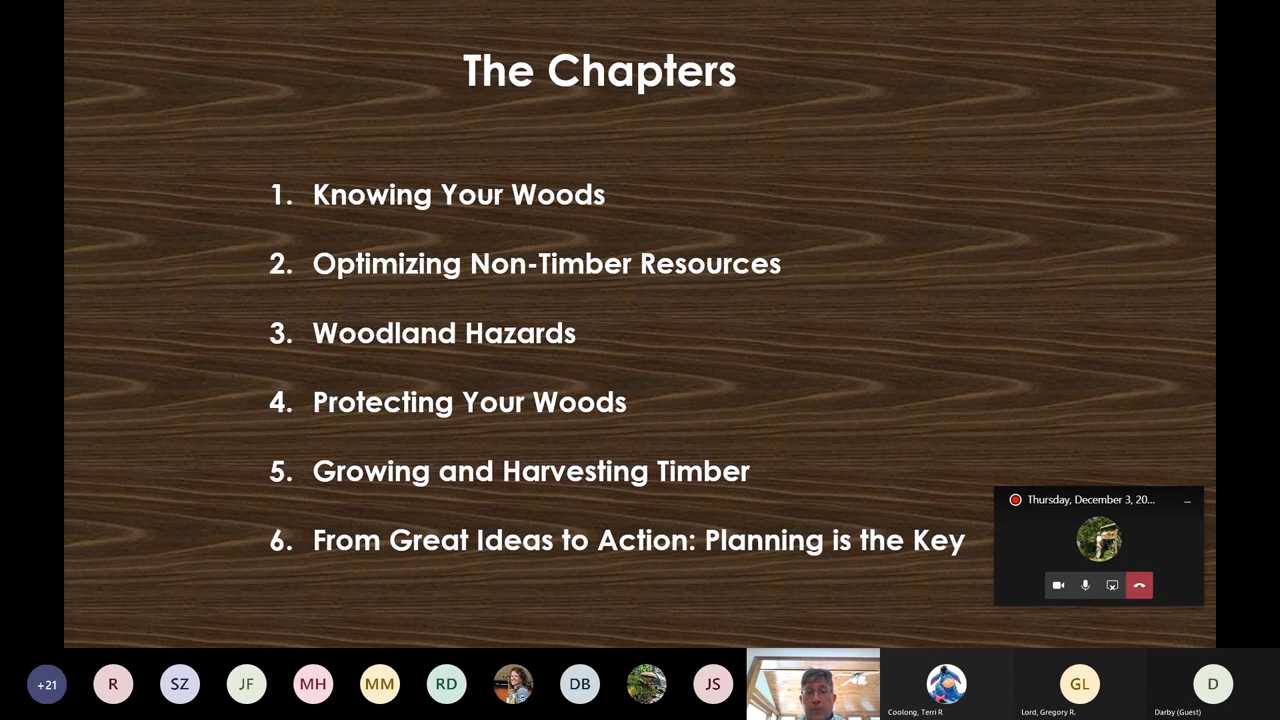 The Chapters
1. Knowing Your Woods
2. Optimizing Non-Timber Resources
3. Woodland Hazards
4. Protecting Your Woods
5. Growing and Harvesting Timber
6. From Great Ideas to Action: Planning is the Key
Thursday, December 3, 20...
+21
R
SZ
JF
MH
MM
RD
DB
JS
GL
D
Coolong, Terri R
Lord, Gregory R.
Darby (Guest)